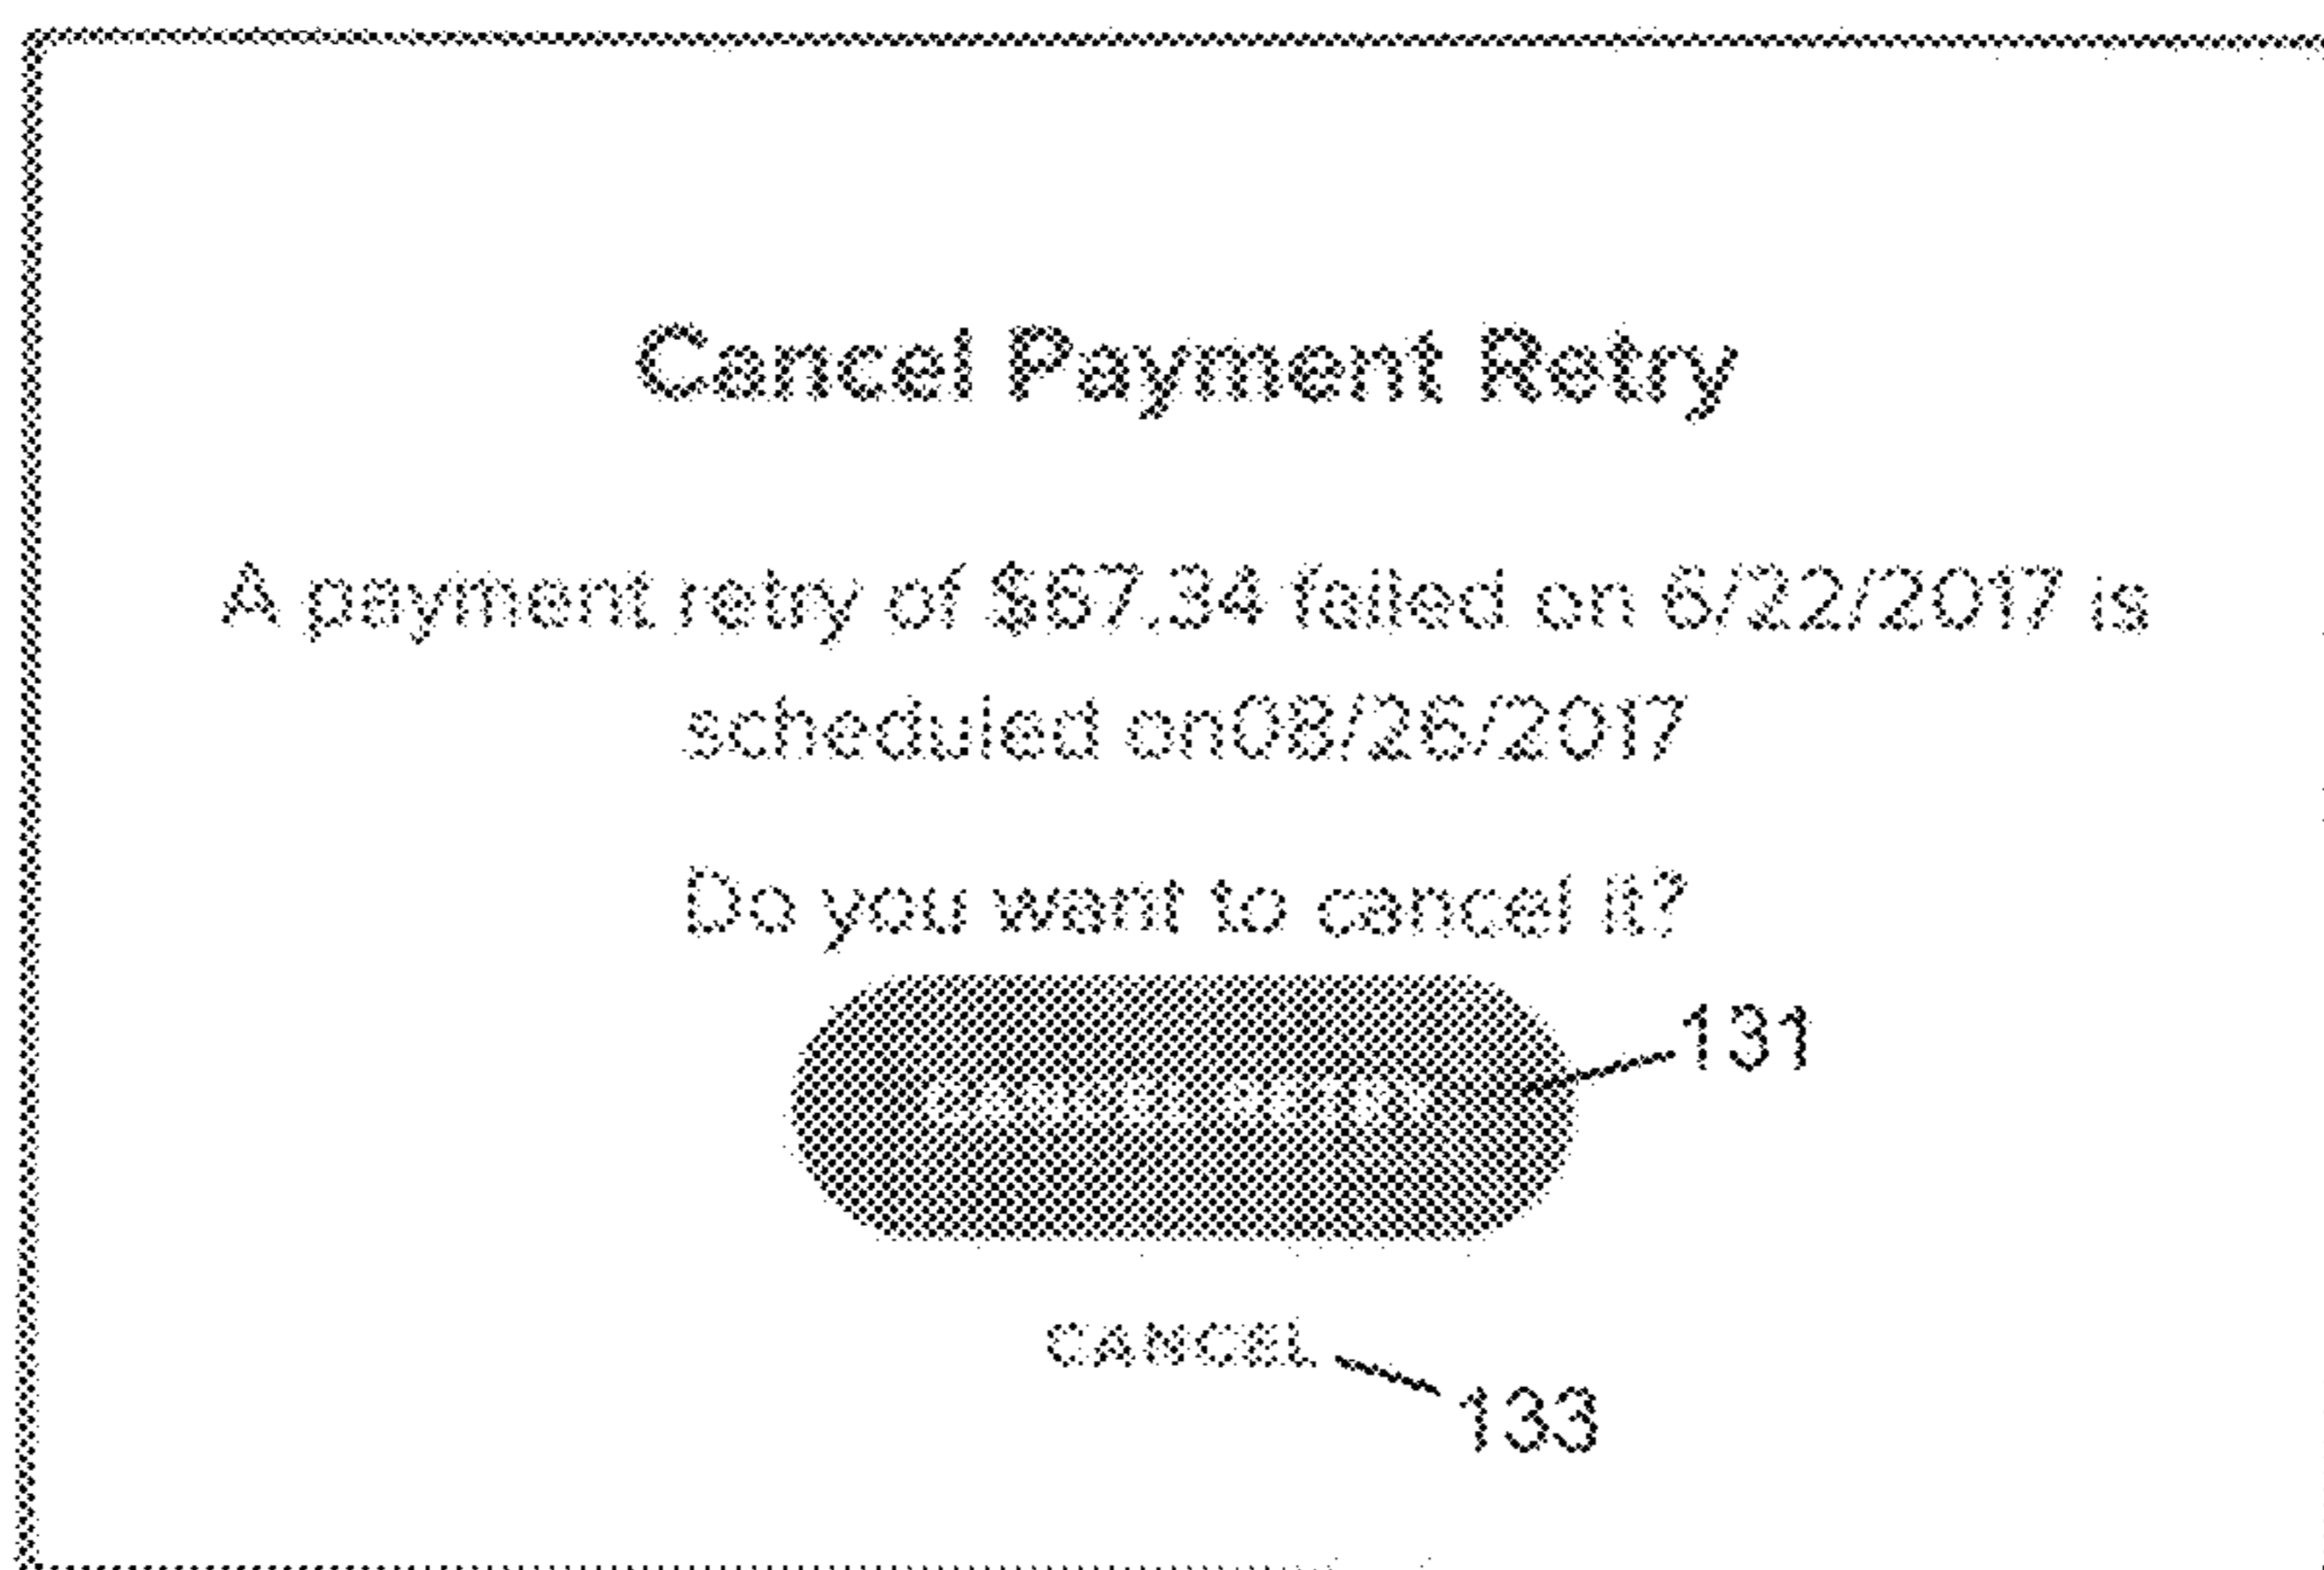 Cancel Payment Retry
A payment retry of $67.34 failed on 6/22/2017 is
scheduled on08/26/2017
Do you want to cancel it?
131
CANCEL
133